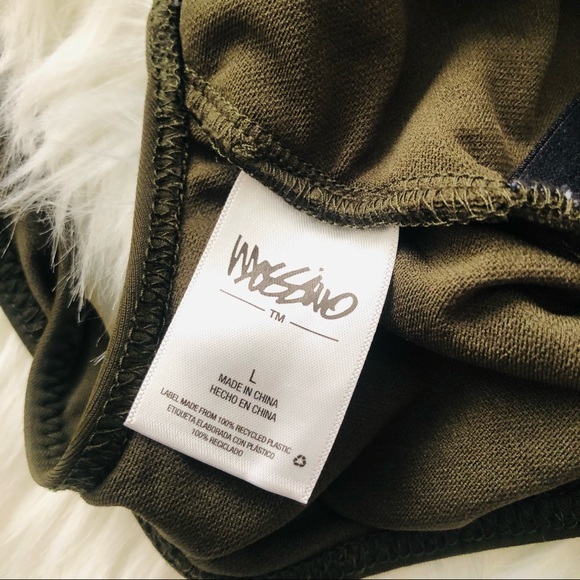 Mossimo
TM
L
MADE IN CHINA
HECHO EN CHINA
LABEL MADE FROM 100% RECYCLED PLASTIC
ETIQUETA ELABORADA CON PLÁSTICO
100% RECICLADO